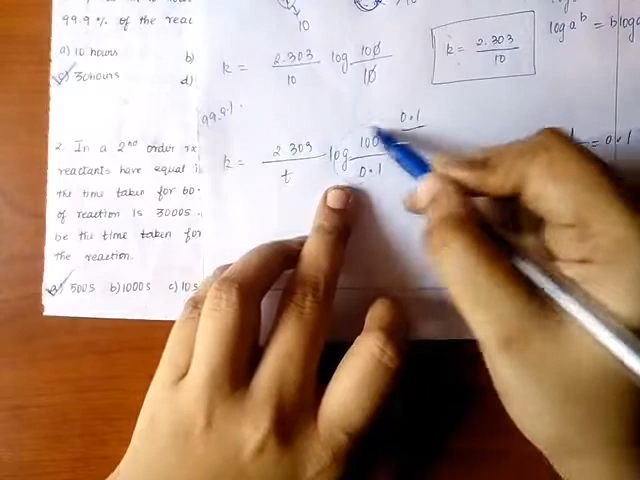 99.9% of the reac
a) 10 hours b)
c) 30 hours d)
2. In a 2nd order rx
reactants have equal i
the time taken for 60.
of reaction is 3000s
be the time taken for
the reaction.
a) 500s b) 1000s c) 10s
10
k = 2.303/10 log 100/10
k = 2.303/10
log a^b = b log
99.9%
k = 2.303/t log 100/0.1
0.1
= 0.1